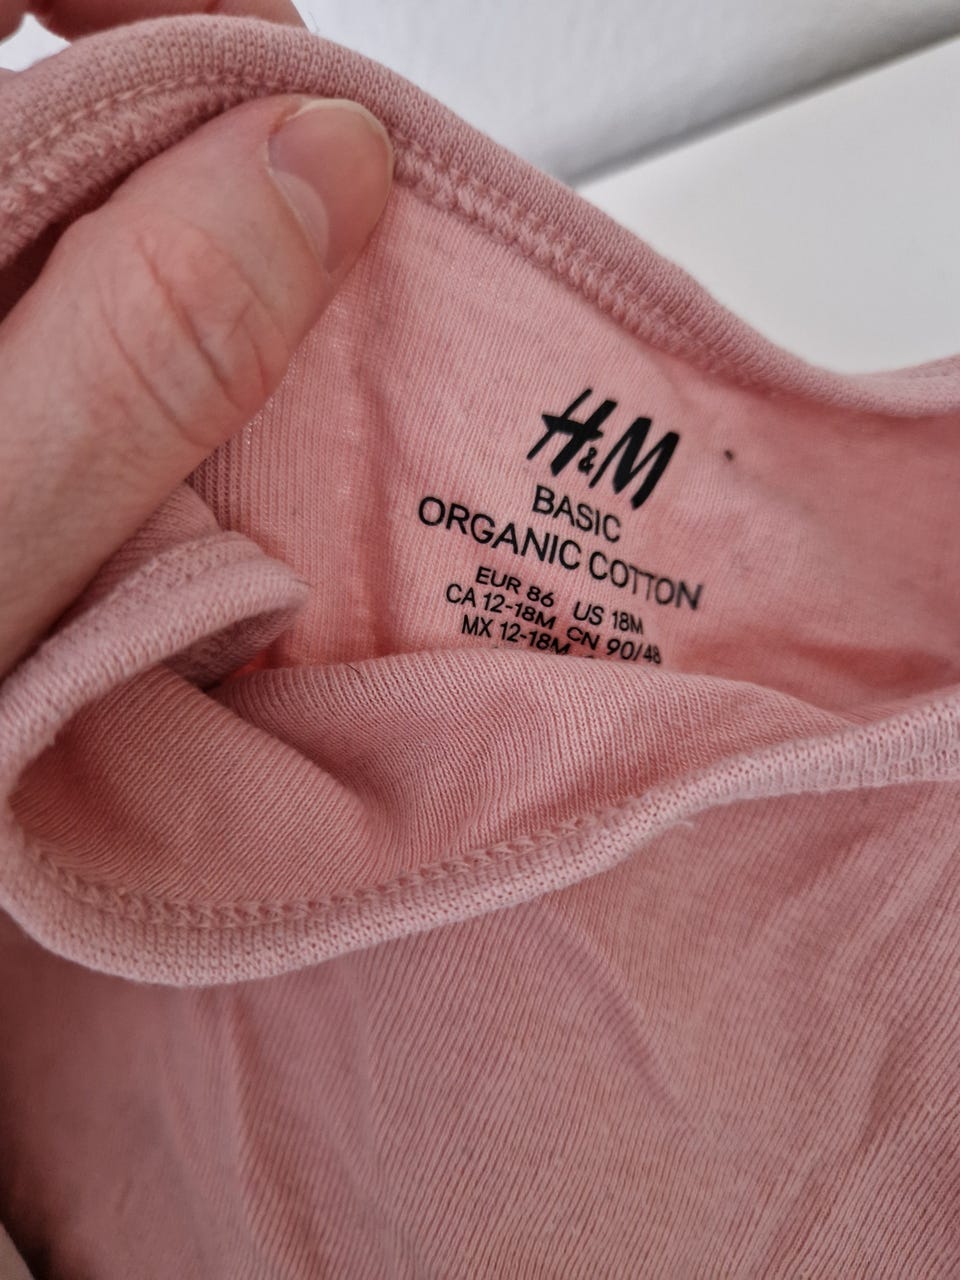 H&M
BASIC
ORGANIC COTTON
EUR 86 US 18M
CA 12-18M CN 90/48
MX 12-18M